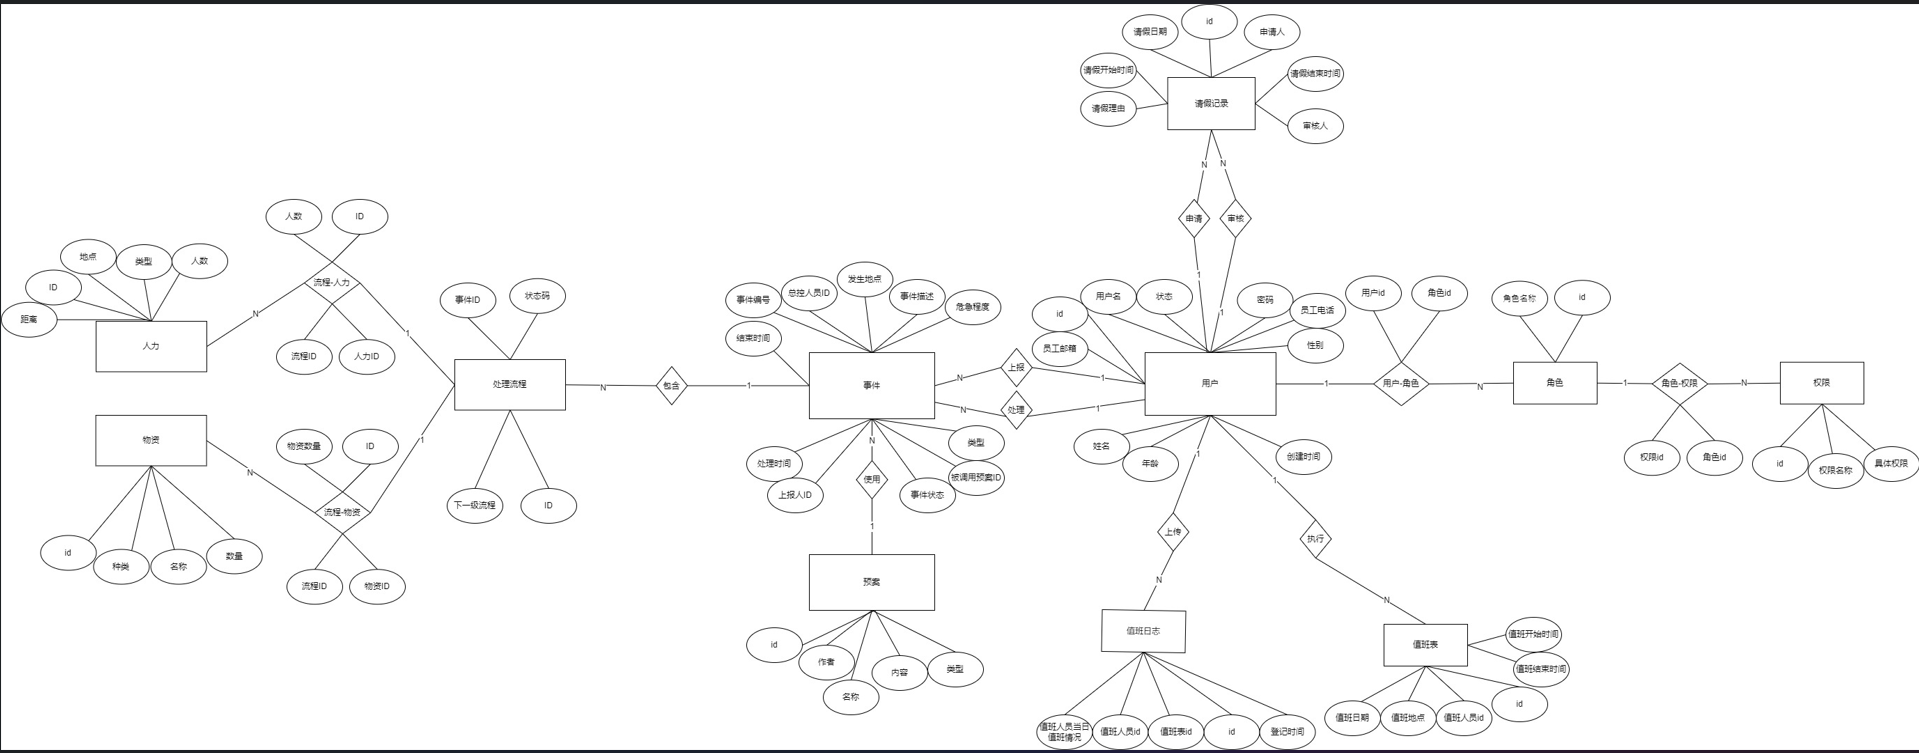 id
请假日期
申请人
请假开始时间
请假结束时间
请假记录
请假理由
审核人
N
N
申请
审核
1
1
人数
ID
地点
类型
人数
ID
距离
人力
N
流程-人力
1
流程ID
人力ID
事件ID
状态码
处理流程
N
包含
1
下一级流程
ID
物资
物资数量
ID
N
1
流程-物资
流程ID
物资ID
id
种类
名称
数量
事件编号
总控人员ID
发生地点
事件描述
危急程度
结束时间
事件
N
上报
1
N
处理
1
处理时间
上报人ID
N
使用
1
事件状态
被调用预案ID
类型
预案
id
作者
名称
内容
类型
id
用户名
状态
密码
员工电话
员工邮箱
性别
用户
姓名
年龄
创建时间
1
用户-角色
N
用户id
角色id
角色名称
id
角色
1
角色-权限
N
权限
权限id
角色id
id
权限名称
具体权限
1
上传
N
值班日志
值班人员当日
值班情况
值班人员id
值班表id
id
登记时间
1
执行
N
值班表
值班开始时间
值班结束时间
值班日期
值班地点
值班人员id
id